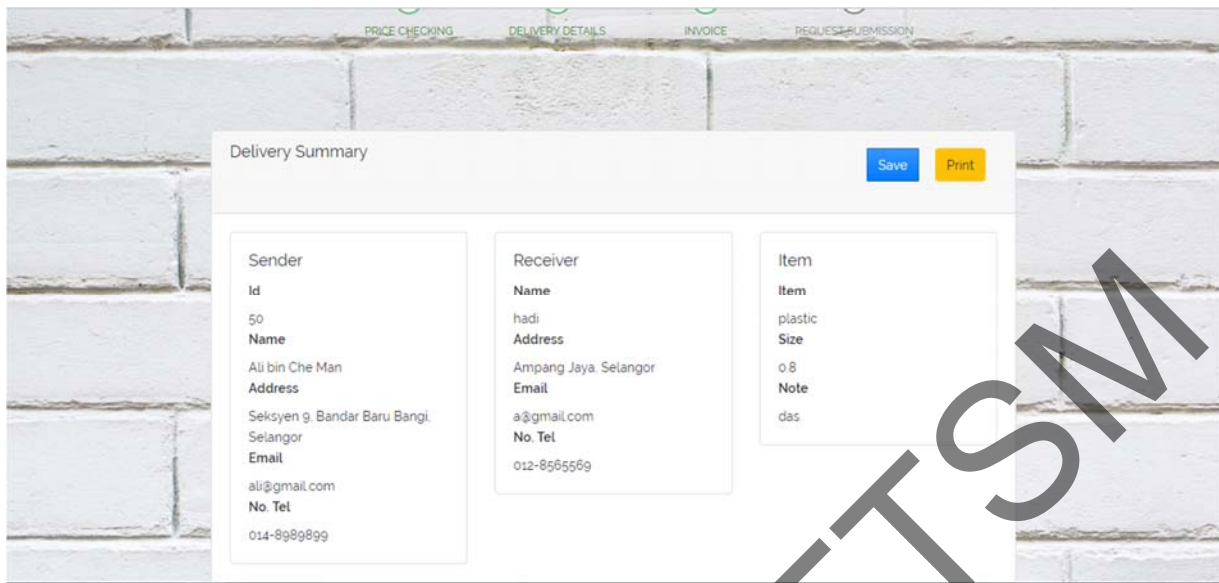 PRICE CHECKING DELIVERY DETAILS INVOICE REQUEST SUBMISSION
Delivery Summary
Save Print
Sender
Id
50
Name
Ali bin Che Man
Address
Seksyen 9, Bandar Baru Bangi,
Selangor
Email
ali@gmail.com
No. Tel
014-8989899
Receiver
Name
hadi
Address
Ampang Jaya, Selangor
Email
a@gmail.com
No. Tel
012-8565569
Item
Item
plastic
Size
0.8
Note
das
TSM